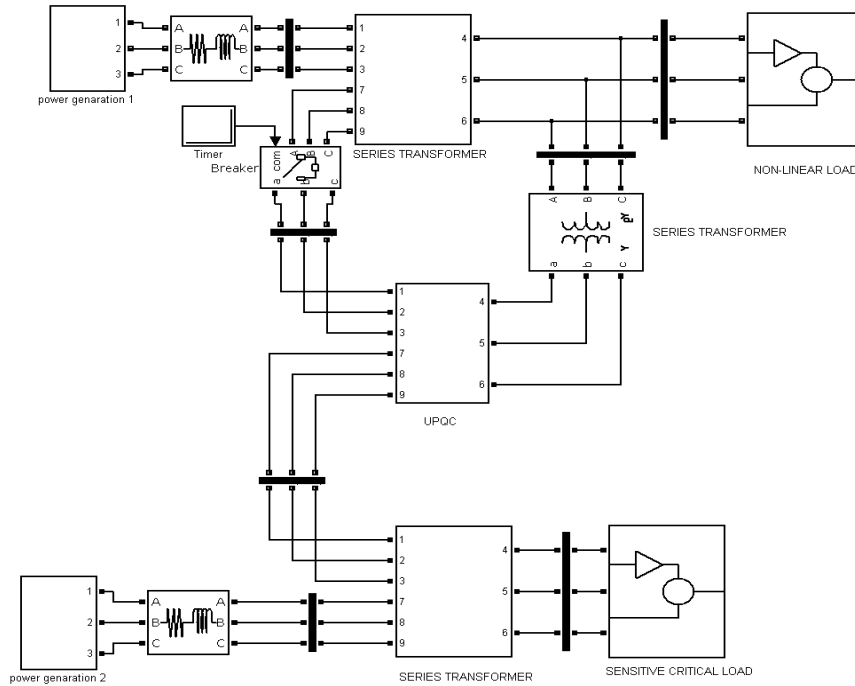 1
2
3
power genaration 1
A A
B B
C C
1
2
3
7
8
9
4
5
6
SERIES TRANSFORMER
NON-LINEAR LOAD
Timer
Breaker
com A B C
a b c
A B C
Y
a b c
SERIES TRANSFORMER
1
2
3
7
8
9
4
5
6
UPQC
1
2
3
7
8
9
4
5
6
SERIES TRANSFORMER
SENSITIVE CRITICAL LOAD
1
2
3
power genaration 2
A A
B B
C C